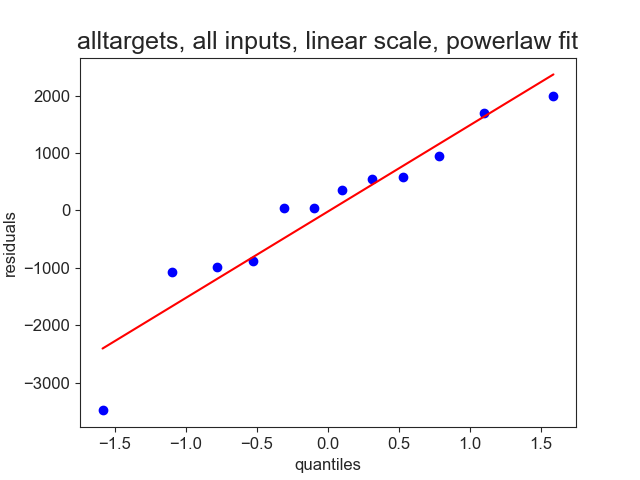 alltargets, all inputs, linear scale, powerlaw fit
2000
1000
0
−1000
−2000
−3000
residuals
−1.5 −1.0 −0.5 0.0 0.5 1.0 1.5
quantiles